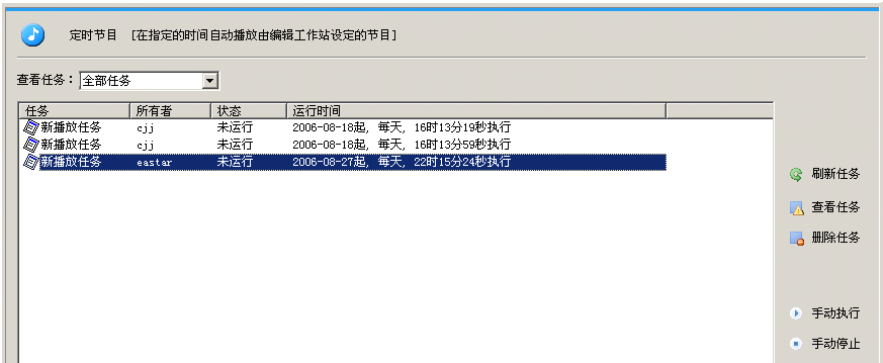 定时节目 [在指定的时间自动播放由编辑工作站设定的节目]
查看任务：全部任务
任务 所有者 状态 运行时间
新播放任务 cjj 未运行 2006-08-18起, 每天, 16时13分19秒执行
新播放任务 cjj 未运行 2006-08-18起, 每天, 16时13分59秒执行
新播放任务 eastar 未运行 2006-08-27起, 每天, 22时15分24秒执行
刷新任务
查看任务
删除任务
手动执行
手动停止